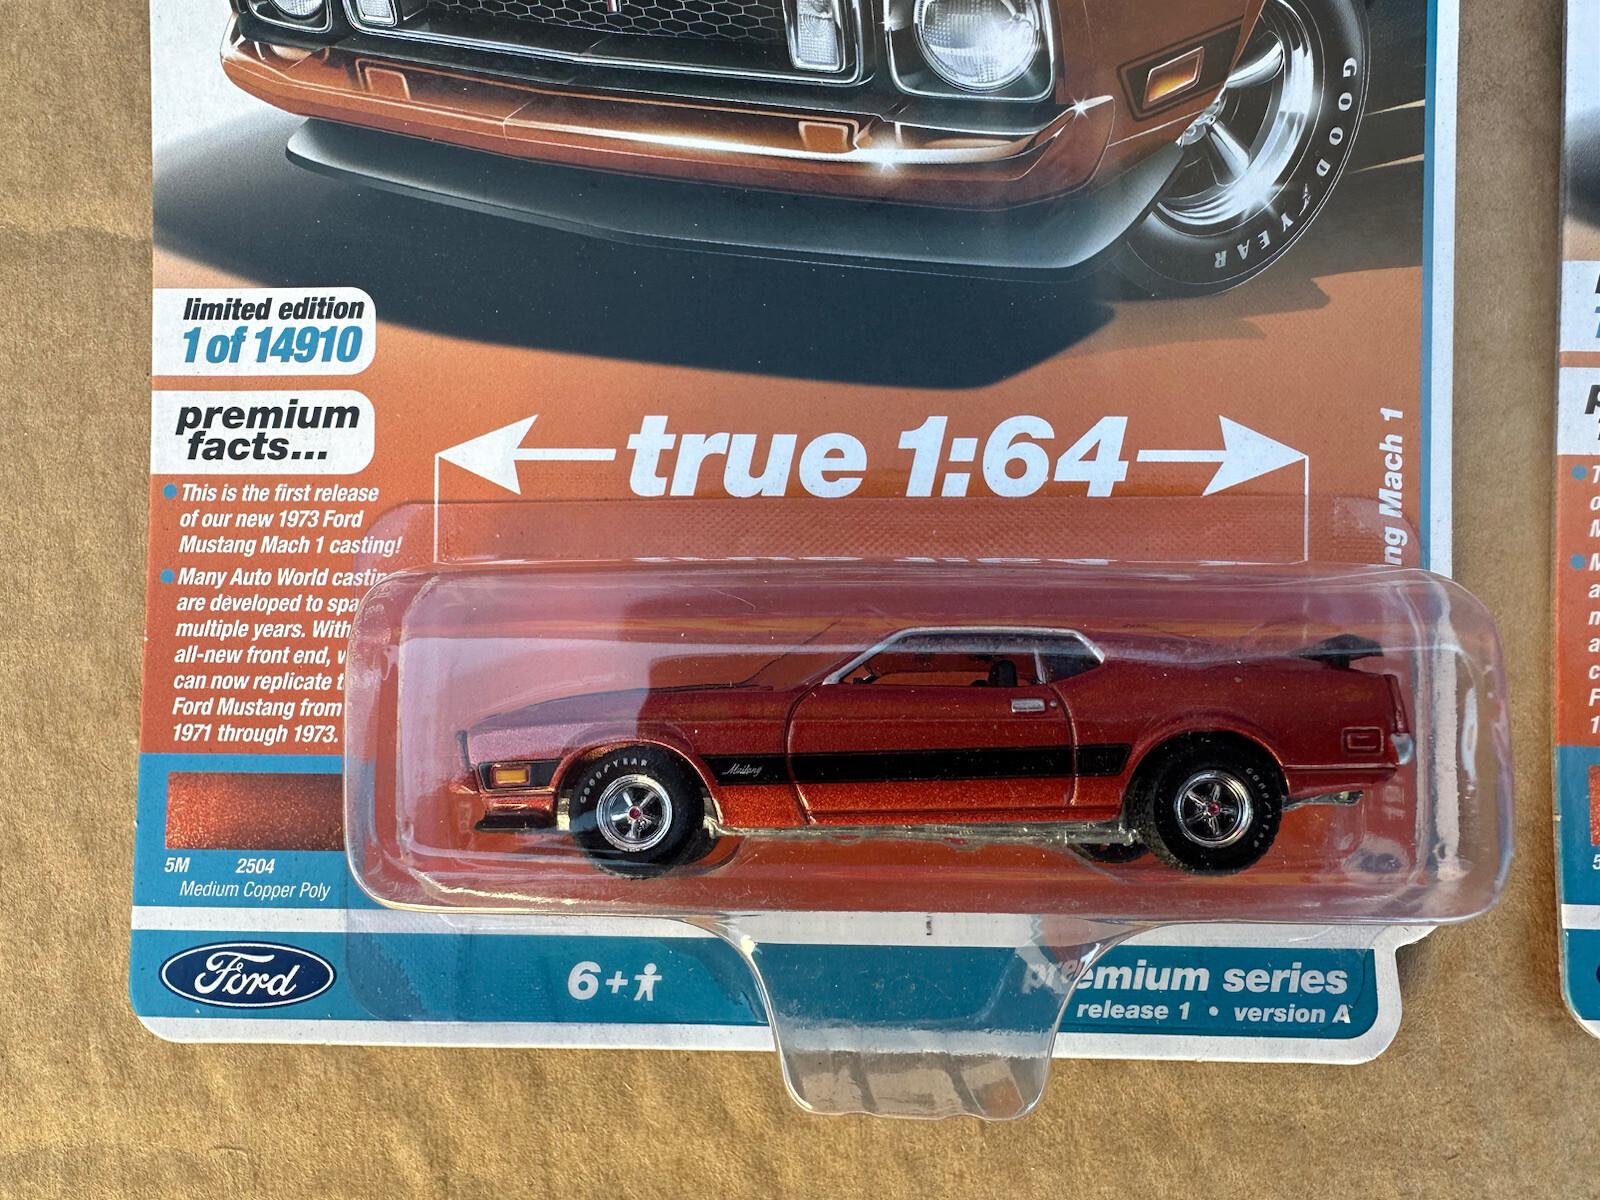 GOODYEAR
limited edition
1 of 14910
premium
facts...
true 1:64
This is the first release
of our new 1973 Ford
Mustang Mach 1 casting!
Many Auto World
are developed to
multiple years. With
all-new front end,
can now replicate
Ford Mustang from
1971 through 1973.
Mach 1
GOODYEAR
Mustang
GOODYEAR
5M 2504
Medium Copper Poly
Ford
6+
premium series
release 1 • version A